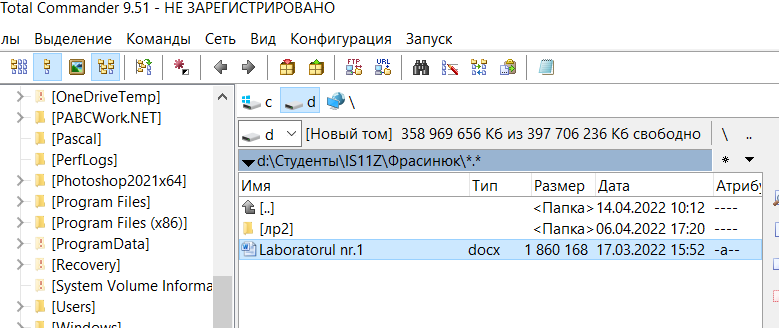 Total Commander 9.51 - НЕ ЗАРЕГИСТРИРОВАНО
лы Выделение Команды Сеть Вид Конфигурация Запуск
FTP URL
[OneDriveTemp]
[PABCWork.NET]
[Pascal]
[PerfLogs]
[Photoshop2021x64]
[Program Files]
[Program Files (x86)]
[ProgramData]
[Recovery]
[System Volume Informa
[Users]
[Windows]
c d \
d [Новый том] 358 969 656 Кб из 397 706 236 Кб свободно \ ..
d:\Студенты\IS11Z\Фрасинюк\*.* *
Имя Тип Размер Дата Атрибу
[..] <Папка> 14.04.2022 10:12 ----
[лр2] <Папка> 06.04.2022 17:20 ----
Laboratorul nr.1 docx 1 860 168 17.03.2022 15:52 -a--